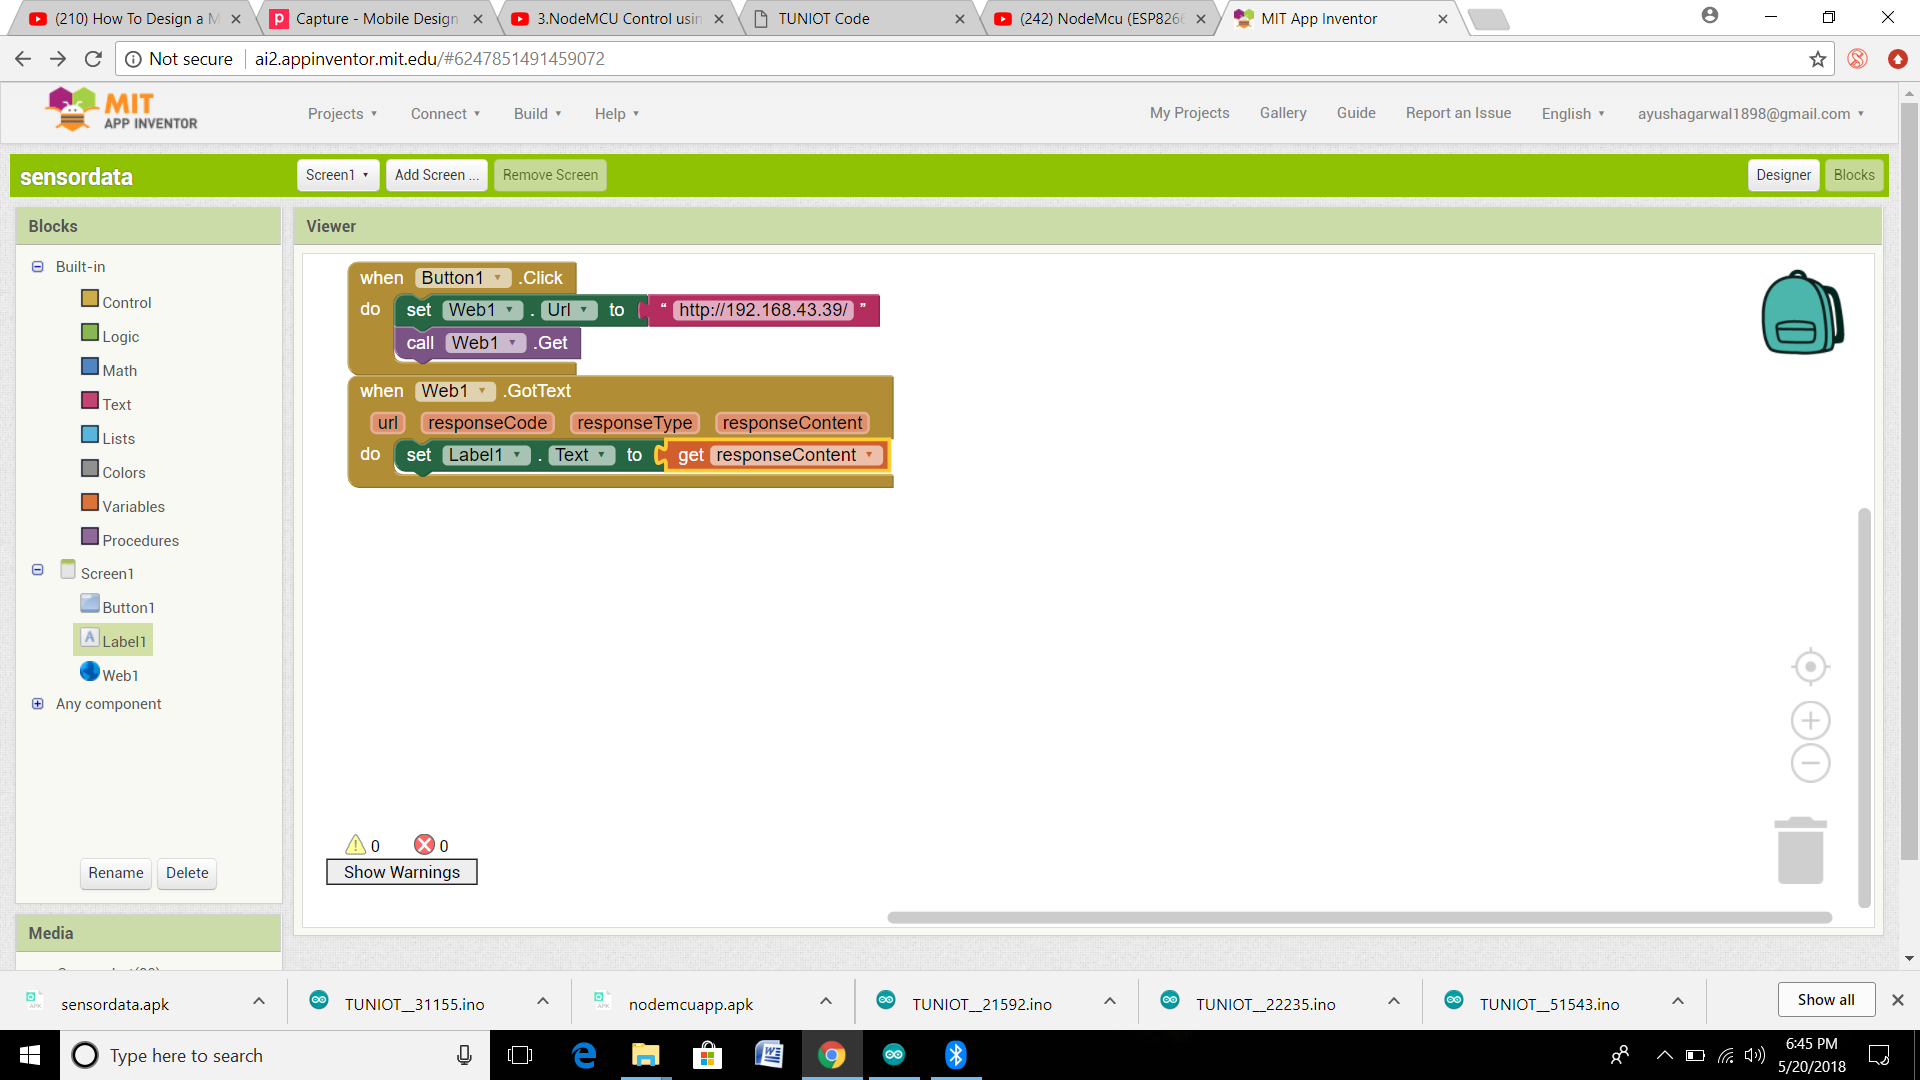 (210) How To Design a M
Capture - Mobile Design
3.NodeMCU Control usin
TUNIOT Code
(242) NodeMcu (ESP826
MIT App Inventor
Not secure
ai2.appinventor.mit.edu/#6247851491459072
MIT
APP INVENTOR
Projects
Connect
Build
Help
My Projects
Gallery
Guide
Report an Issue
English
ayushagarwal1898@gmail.com
sensordata
Screen1
Add Screen ...
Remove Screen
Designer
Blocks
Blocks
Viewer
Built-in
Control
Logic
Math
Text
Lists
Colors
Variables
Procedures
Screen1
Button1
Label1
Web1
Any component
Rename
Delete
Media
when Button1 .Click
do set Web1 . Url to “ http://192.168.43.39/ ”
call Web1 .Get
when Web1 .GotText
url responseCode responseType responseContent
do set Label1 . Text to get responseContent
0 0
Show Warnings
sensordata.apk
TUNIOT__31155.ino
nodemcuapp.apk
TUNIOT__21592.ino
TUNIOT__22235.ino
TUNIOT__51543.ino
Show all
Type here to search
6:45 PM
5/20/2018